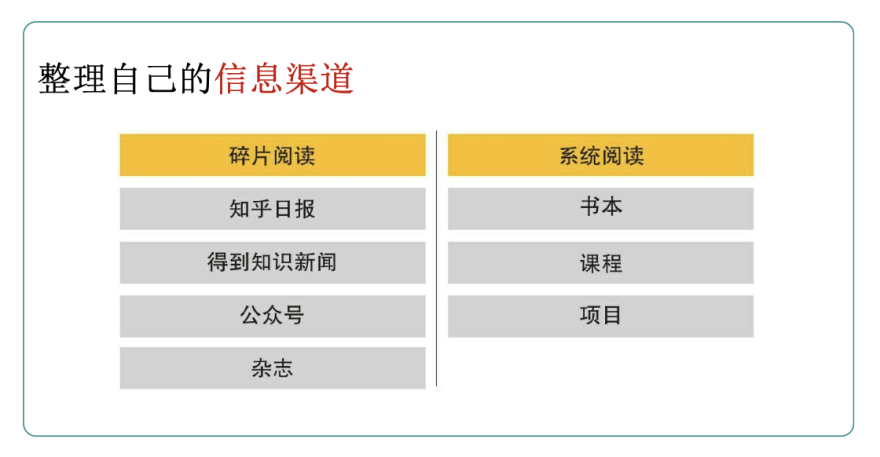 整理自己的信息渠道
碎片阅读
知乎日报
得到知识新闻
公众号
杂志
系统阅读
书本
课程
项目